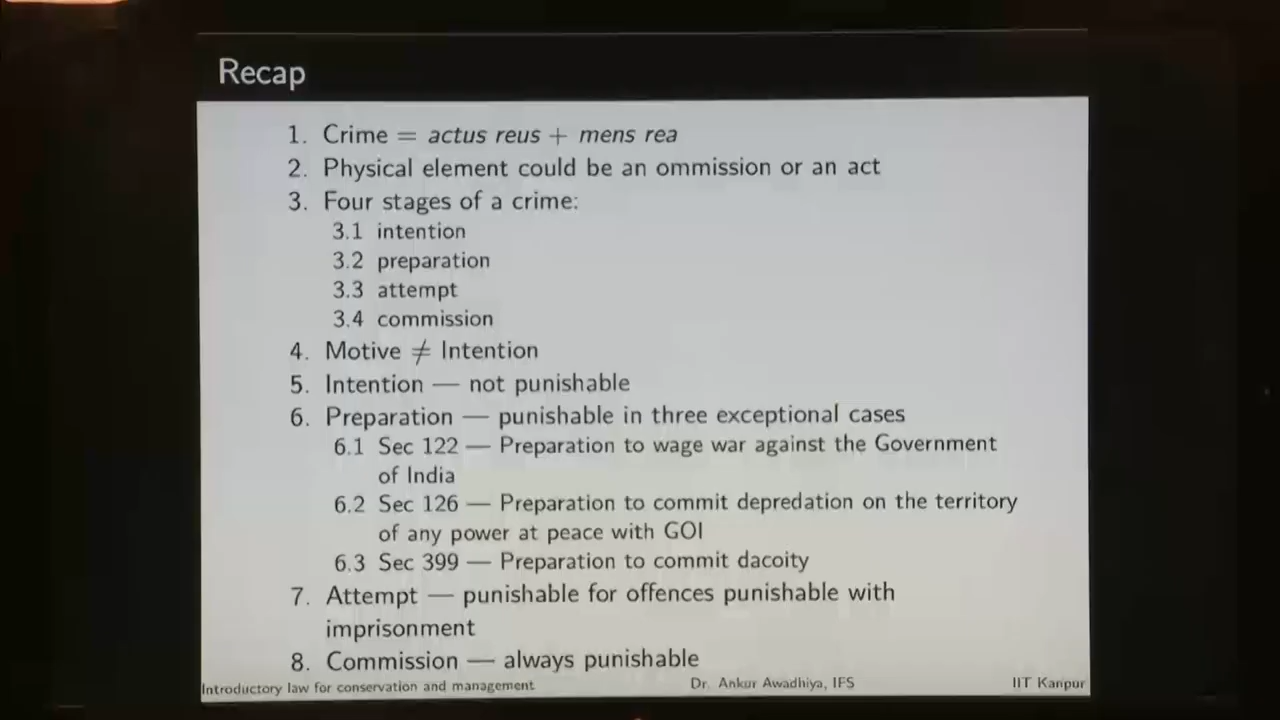 Recap
1. Crime = actus reus + mens rea
2. Physical element could be an ommission or an act
3. Four stages of a crime:
3.1 intention
3.2 preparation
3.3 attempt
3.4 commission
4. Motive ≠ Intention
5. Intention — not punishable
6. Preparation — punishable in three exceptional cases
6.1 Sec 122 — Preparation to wage war against the Government
of India
6.2 Sec 126 — Preparation to commit depredation on the territory
of any power at peace with GOI
6.3 Sec 399 — Preparation to commit dacoity
7. Attempt — punishable for offences punishable with
imprisonment
8. Commission — always punishable
Introductory law for conservation and management Dr. Ankur Awadhiya, IFS IIT Kanpur